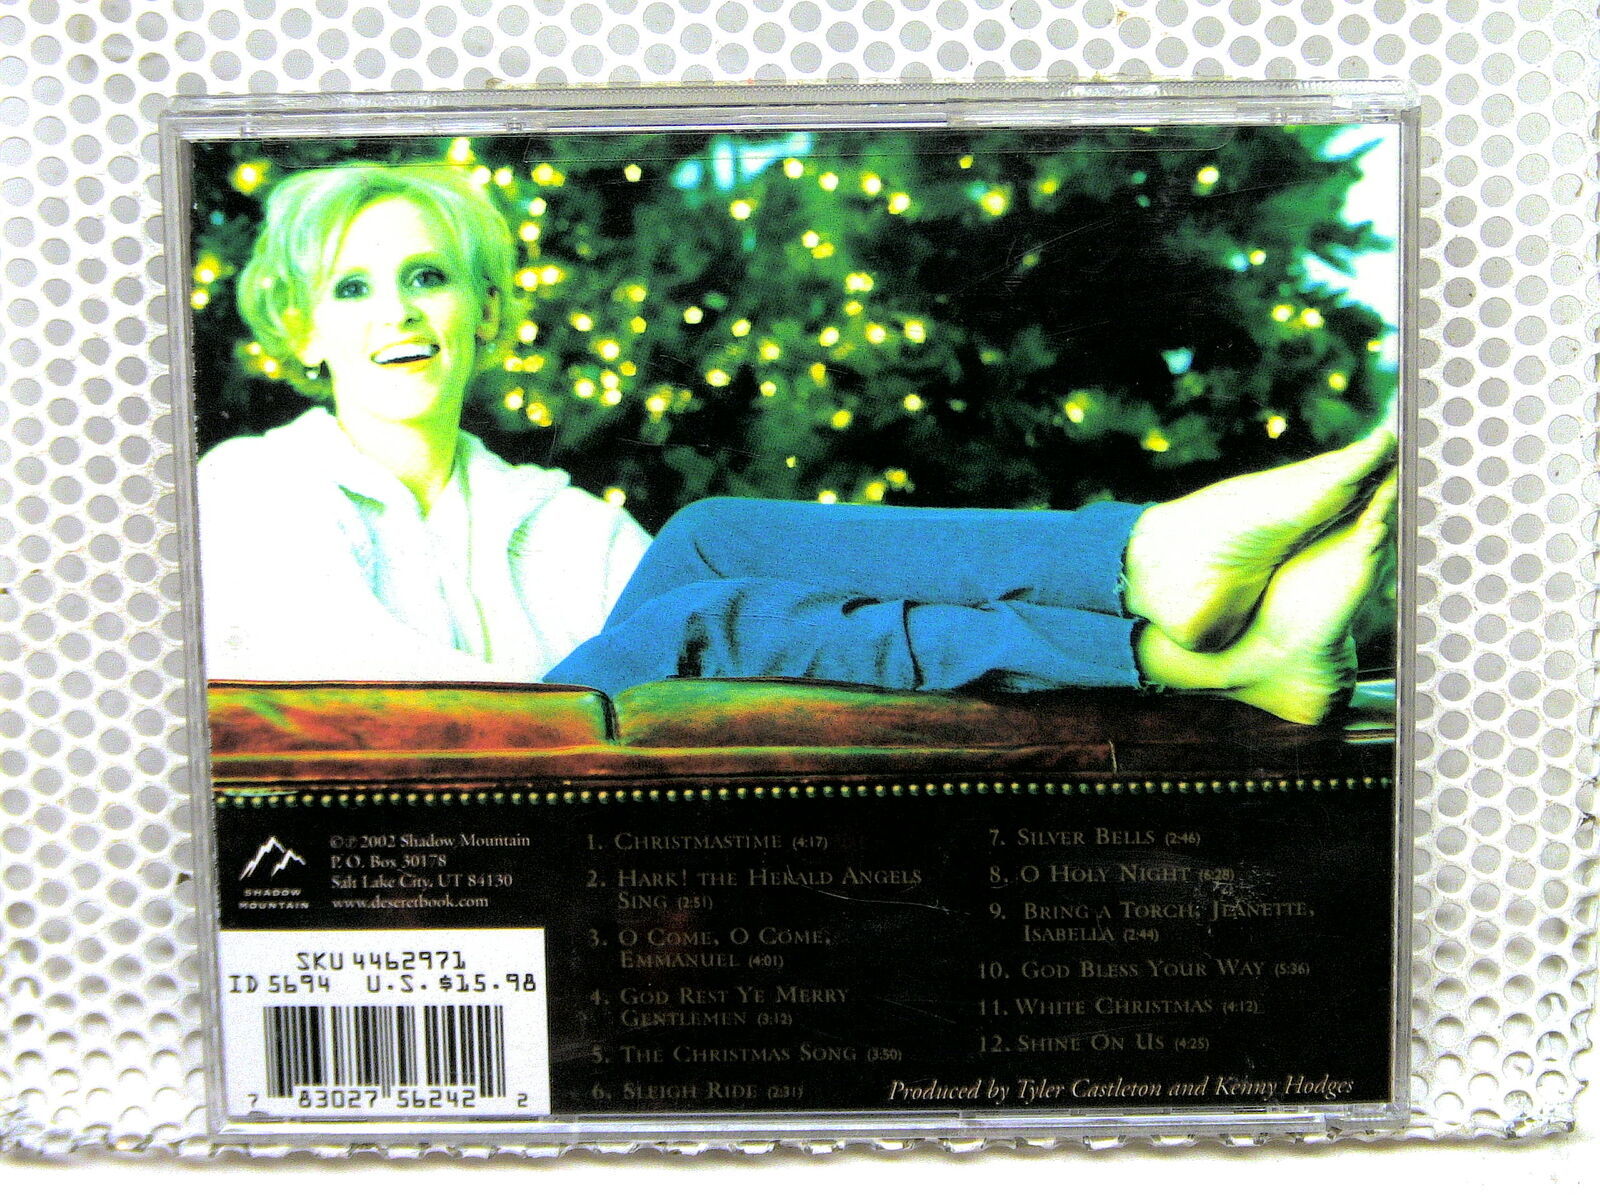 SHADOW
MOUNTAIN
©℗ 2002 Shadow Mountain
P. O. Box 30178
Salt Lake City, UT 84130
www.deseretbook.com
SKU 4462971
ID 5694 U.S. $15.98
7 83027 56242 2
1. CHRISTMASTIME (4:17)
2. HARK! THE HERALD ANGELS
SING (2:51)
3. O COME, O COME,
EMMANUEL (4:01)
4. GOD REST YE MERRY
GENTLEMEN (3:12)
5. THE CHRISTMAS SONG (3:50)
6. SLEIGH RIDE (2:31)
7. SILVER BELLS (2:46)
8. O HOLY NIGHT
9. BRING A TORCH, JEANETTE,
ISABELLA (2:44)
10. GOD BLESS YOUR WAY (5:36)
11. WHITE CHRISTMAS (4:12)
12. SHINE ON US (4:25)
Produced by Tyler Castleton and Kenny Hodges